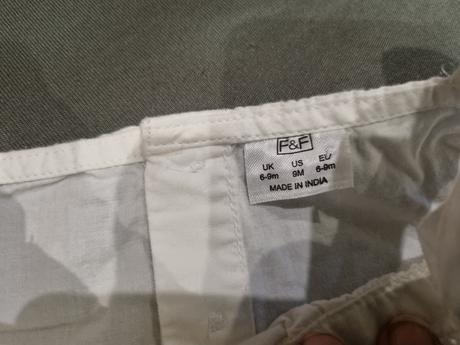 F&F
UK US EU
6-9m 9M 6-9m
MADE IN INDIA